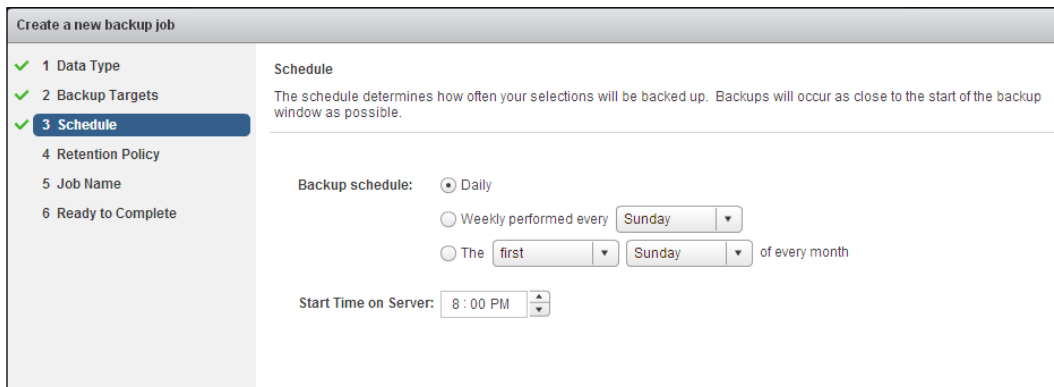 Create a new backup job
1 Data Type
2 Backup Targets
3 Schedule
4 Retention Policy
5 Job Name
6 Ready to Complete
Schedule
The schedule determines how often your selections will be backed up. Backups will occur as close to the start of the backup
window as possible.
Backup schedule: Daily
Weekly performed every Sunday
The first Sunday of every month
Start Time on Server: 8 : 00 PM